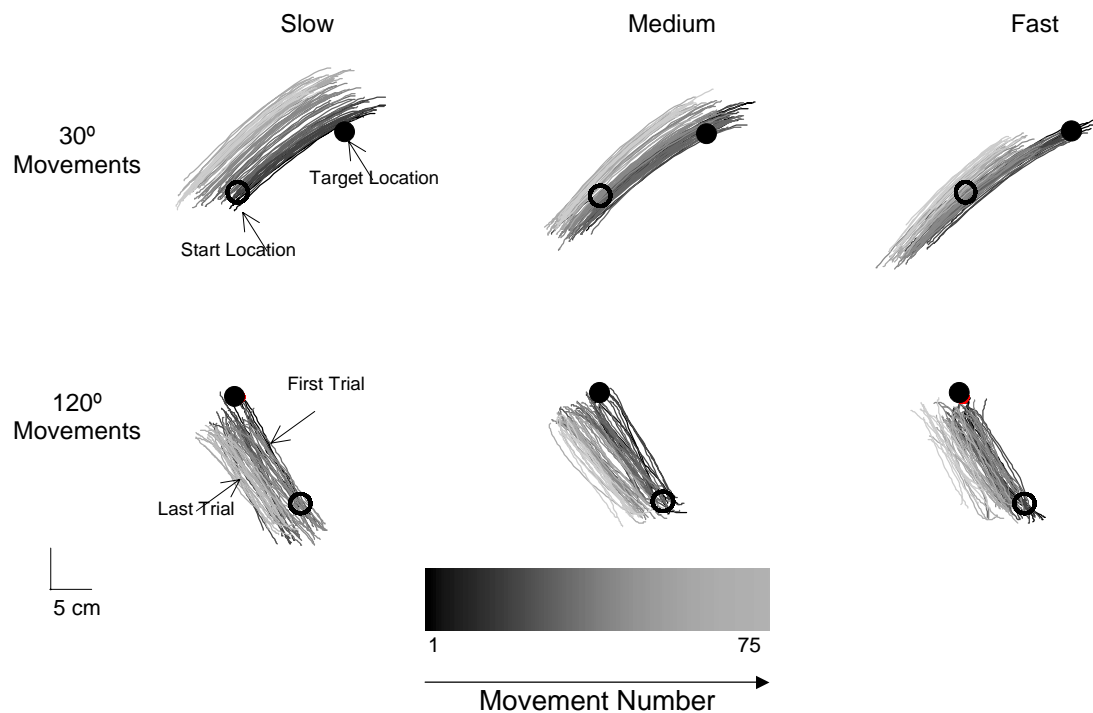 Slow
Medium
Fast
30º
Movements
Target Location
Start Location
120º
Movements
First Trial
Last Trial
5 cm
1
75
Movement Number